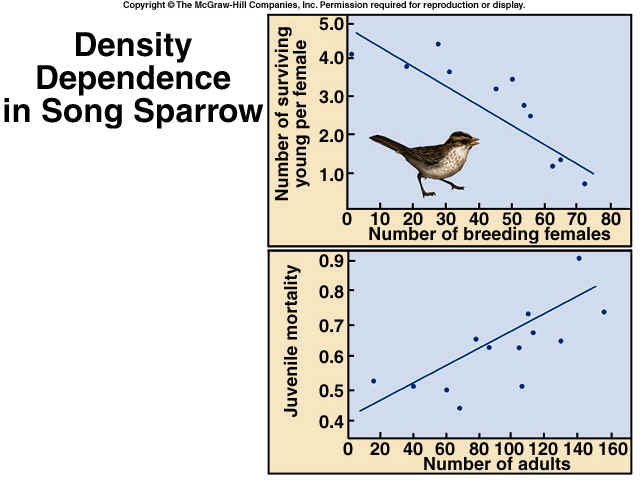 Copyright © The McGraw-Hill Companies, Inc. Permission required for reproduction or display.
Density
Dependence
in Song Sparrow
Number of surviving
young per female
5.0
4.0
3.0
2.0
1.0
0 10 20 30 40 50 60 70 80
Number of breeding females
Juvenile mortality
0.9
0.8
0.7
0.6
0.5
0.4
0 20 40 60 80 100 120 140 160
Number of adults